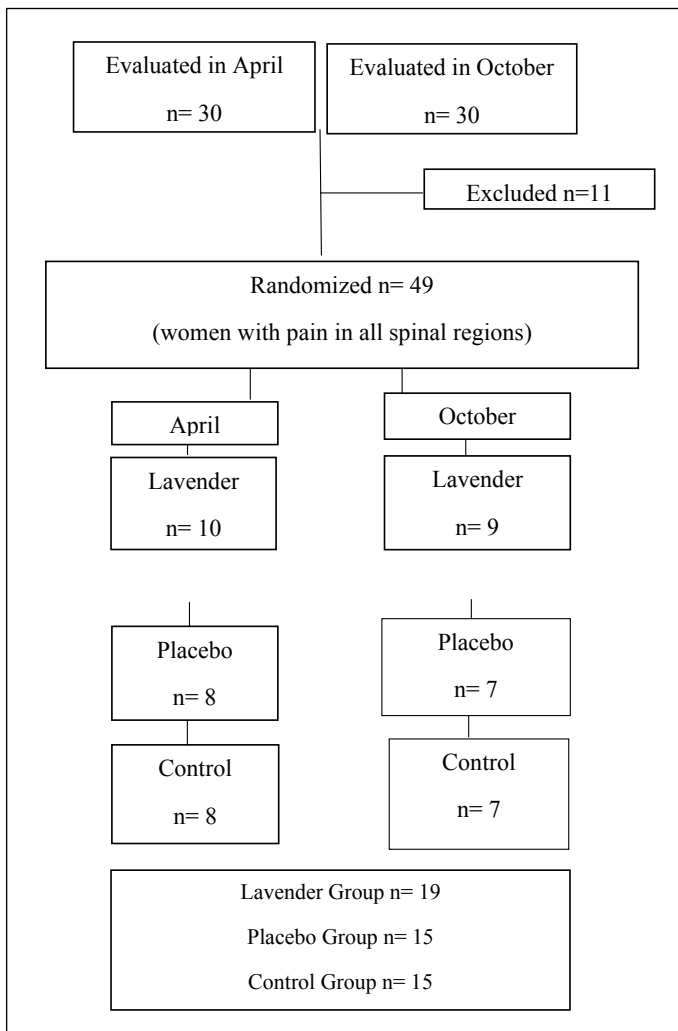 Evaluated in April
n= 30
Evaluated in October
n= 30
Excluded n=11
Randomized n= 49
(women with pain in all spinal regions)
April
October
Lavender
n= 10
Lavender
n= 9
Placebo
n= 8
Placebo
n= 7
Control
n= 8
Control
n= 7
Lavender Group n= 19
Placebo Group n= 15
Control Group n= 15